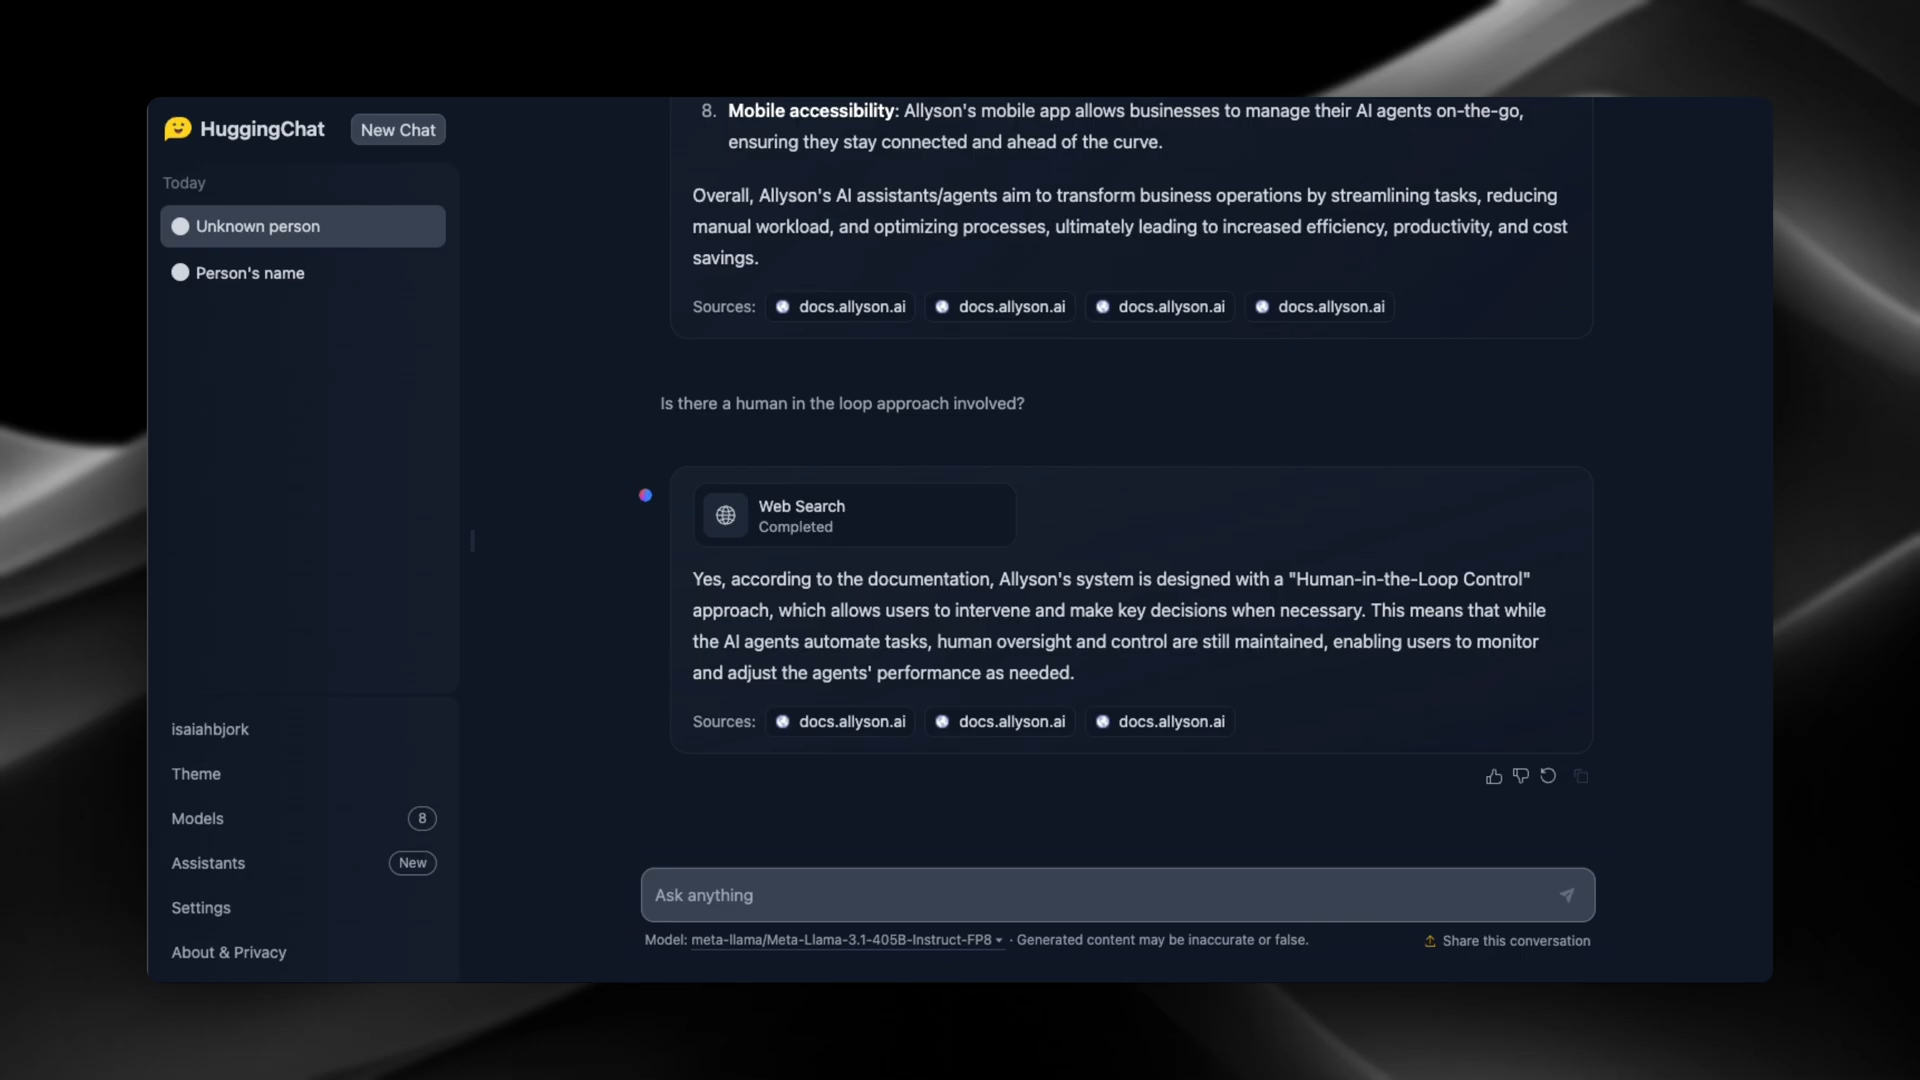 HuggingChat
New Chat
Today
Unknown person
Person's name
isaiahbjork
Theme
Models 8
Assistants New
Settings
About & Privacy
8. Mobile accessibility: Allyson's mobile app allows businesses to manage their AI agents on-the-go,
ensuring they stay connected and ahead of the curve.
Overall, Allyson's AI assistants/agents aim to transform business operations by streamlining tasks, reducing
manual workload, and optimizing processes, ultimately leading to increased efficiency, productivity, and cost
savings.
Sources: docs.allyson.ai docs.allyson.ai docs.allyson.ai docs.allyson.ai
Is there a human in the loop approach involved?
Web Search
Completed
Yes, according to the documentation, Allyson's system is designed with a "Human-in-the-Loop Control"
approach, which allows users to intervene and make key decisions when necessary. This means that while
the AI agents automate tasks, human oversight and control are still maintained, enabling users to monitor
and adjust the agents' performance as needed.
Sources: docs.allyson.ai docs.allyson.ai docs.allyson.ai
Ask anything
Model: meta-llama/Meta-Llama-3.1-405B-Instruct-FP8 · Generated content may be inaccurate or false.
Share this conversation